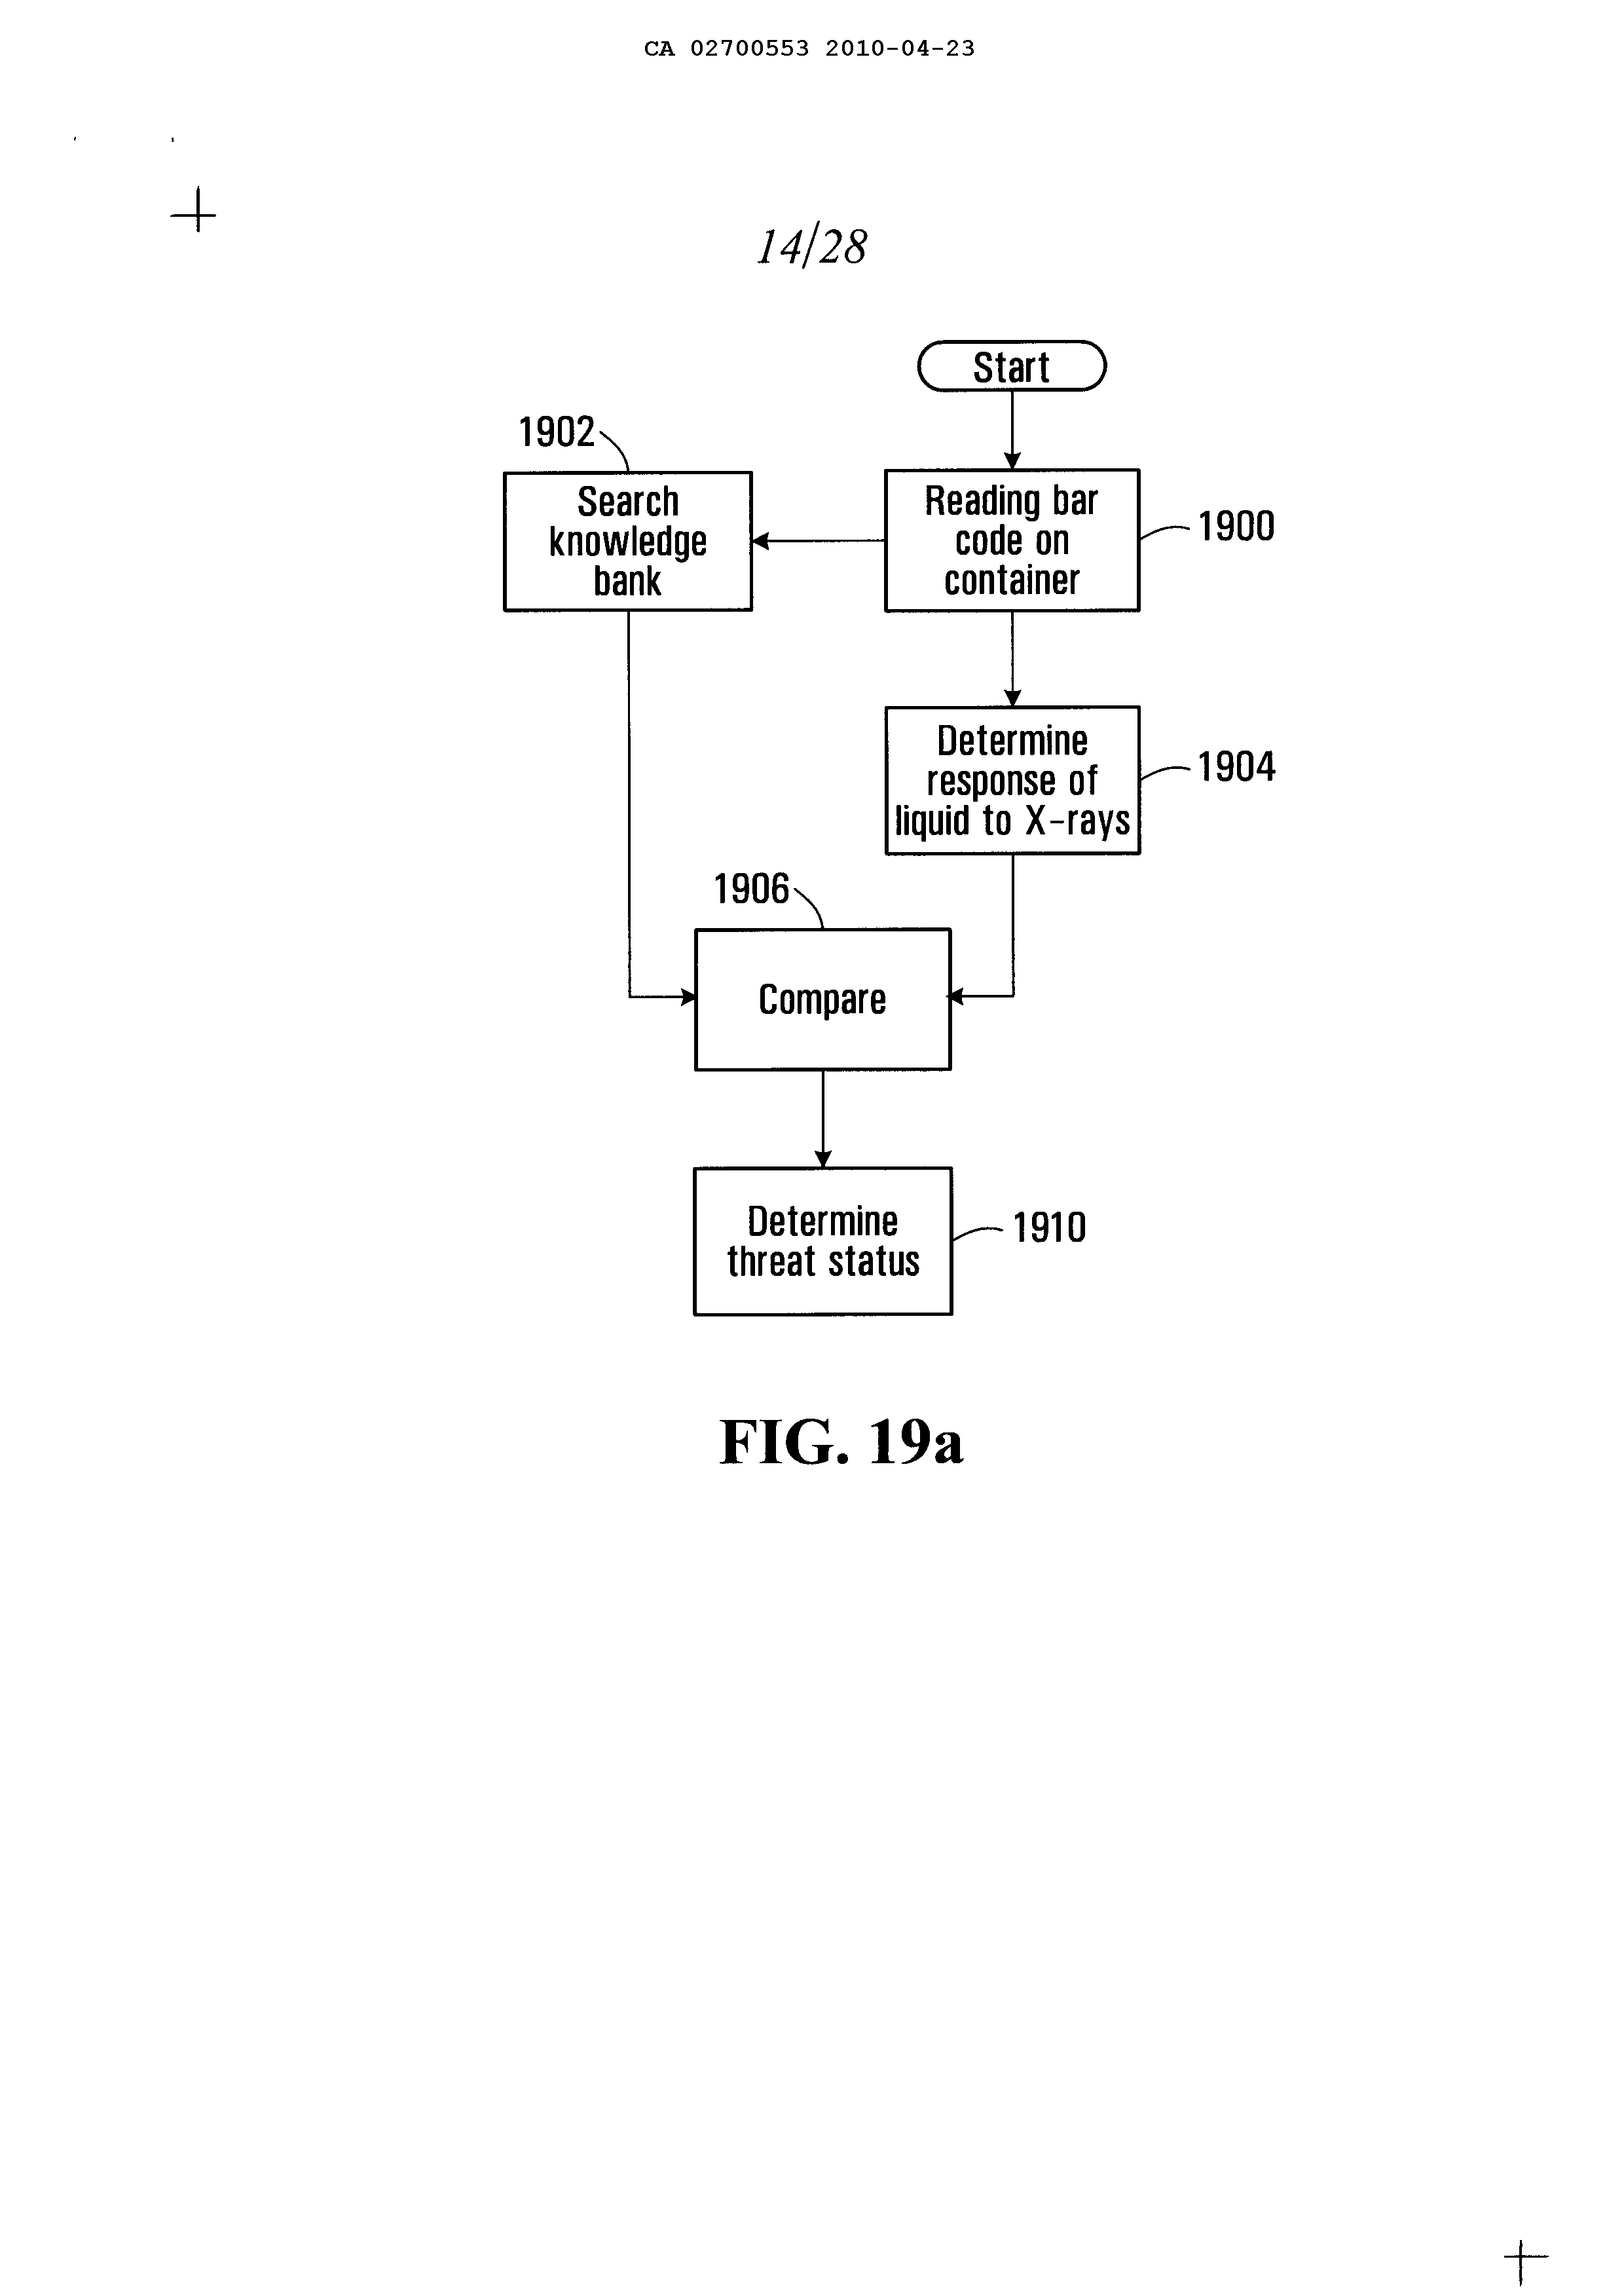 CA 02700553 2010-04-23
14/28
Start
1902
Search
knowledge
bank
Reading bar
code on
container
1900
Determine
response of
liquid to X-rays
1904
1906
Compare
Determine
threat status
1910
FIG. 19a